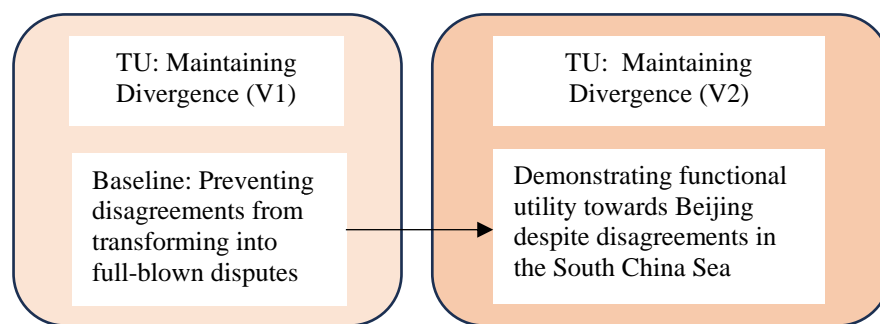 TU: Maintaining
Divergence (V1)
Baseline: Preventing
disagreements from
transforming into
full-blown disputes
TU:  Maintaining
Divergence (V2)
Demonstrating functional
utility towards Beijing
despite disagreements in
the South China Sea